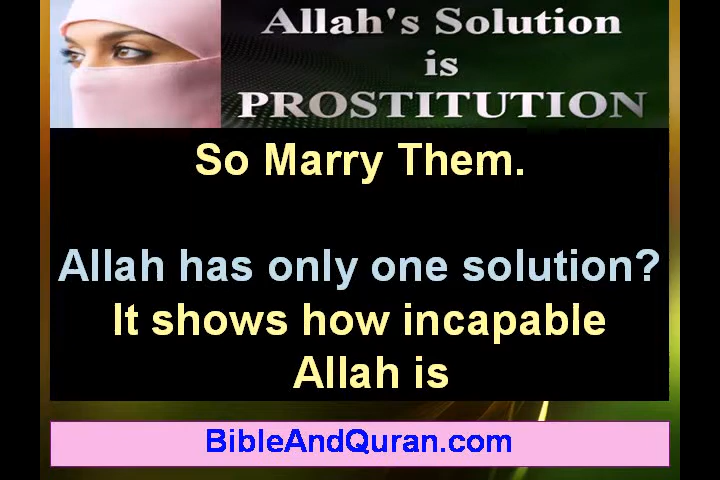 Allah's Solution
is
PROSTITUTION
So Marry Them.
Allah has only one solution?
It shows how incapable
Allah is
BibleAndQuran.com